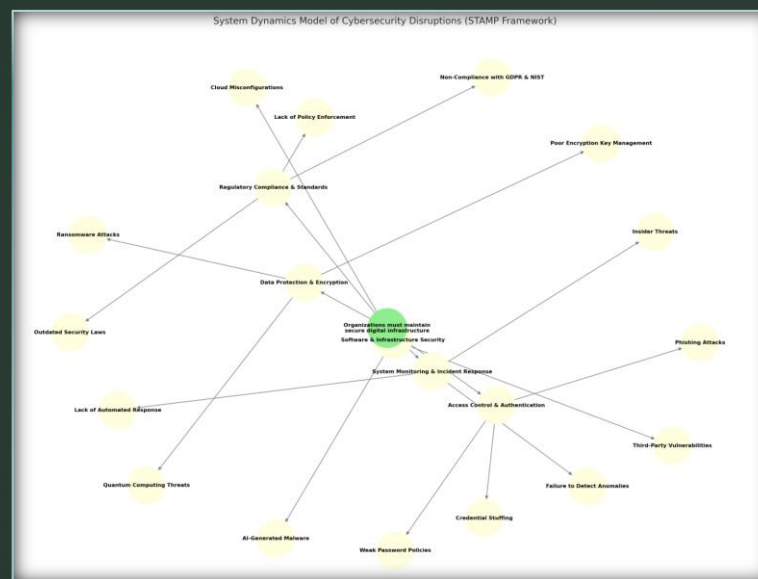 System Dynamics Model of Cybersecurity Disruptions (STAMP Framework)
Non-Compliance with GDPR & NIST
Cloud Misconfigurations
Lack of Policy Enforcement
Poor Encryption Key Management
Regulatory Compliance & Standards
Insider Threats
Ransomware Attacks
Data Protection & Encryption
Organizations must maintain
secure digital infrastructure
Outdated Security Laws
Software & Infrastructure Security
Phishing Attacks
System Monitoring & Incident Response
Access Control & Authentication
Lack of Automated Response
Third-Party Vulnerabilities
Quantum Computing Threats
Failure to Detect Anomalies
Credential Stuffing
AI-Generated Malware
Weak Password Policies